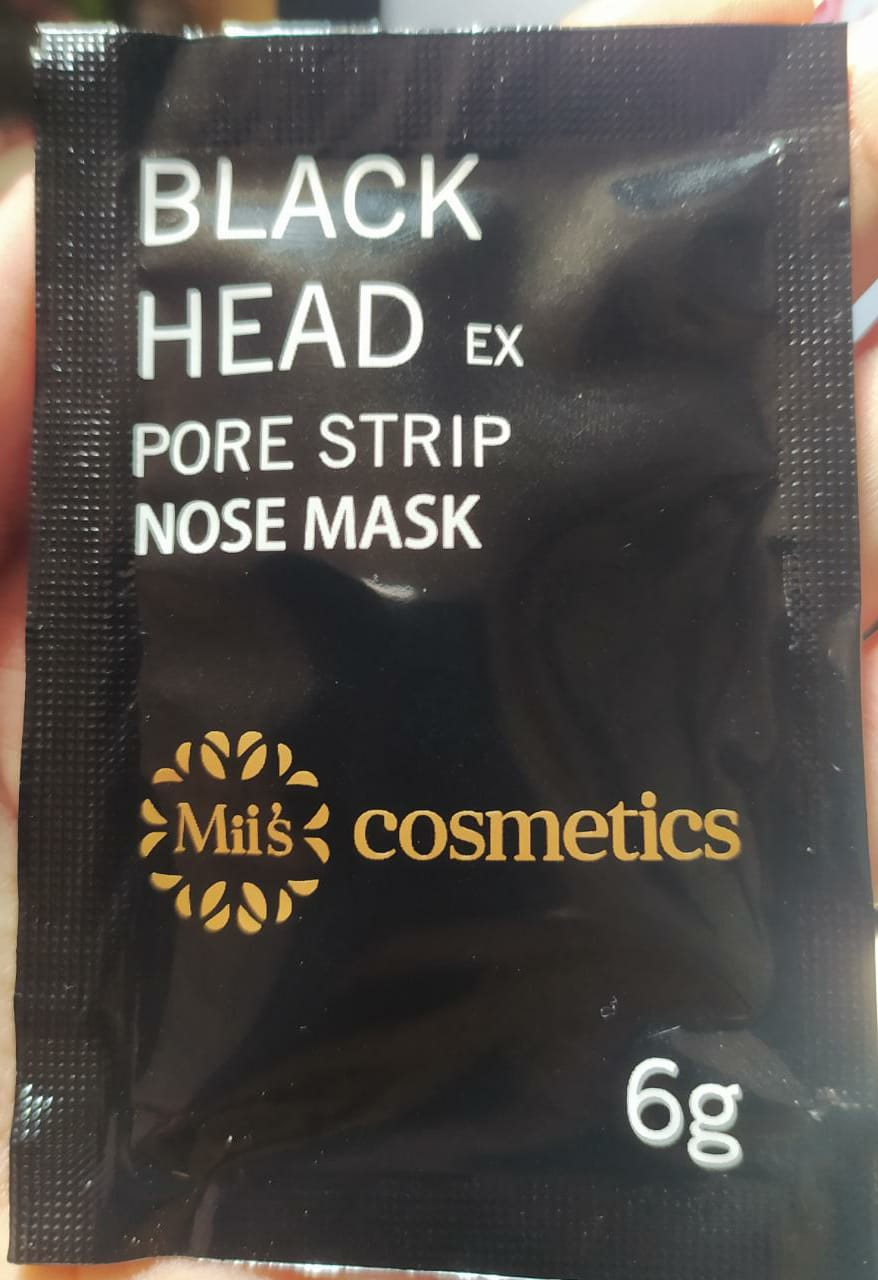 BLACK
HEAD EX
PORE STRIP
NOSE MASK
Mii's cosmetics
6g